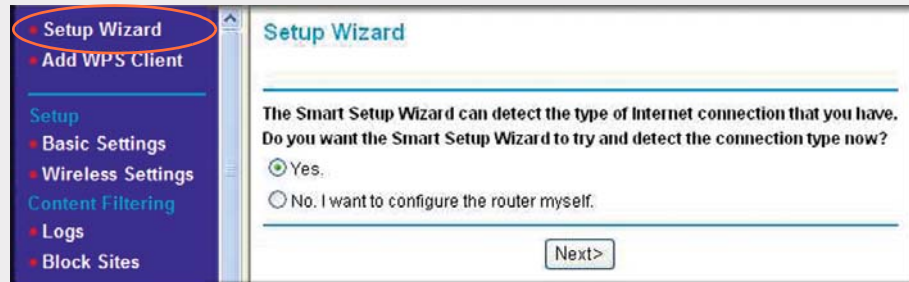 Setup Wizard
Add WPS Client
Setup
Basic Settings
Wireless Settings
Content Filtering
Logs
Block Sites
Setup Wizard
The Smart Setup Wizard can detect the type of Internet connection that you have.
Do you want the Smart Setup Wizard to try and detect the connection type now?
Yes.
No. I want to configure the router myself.
Next>